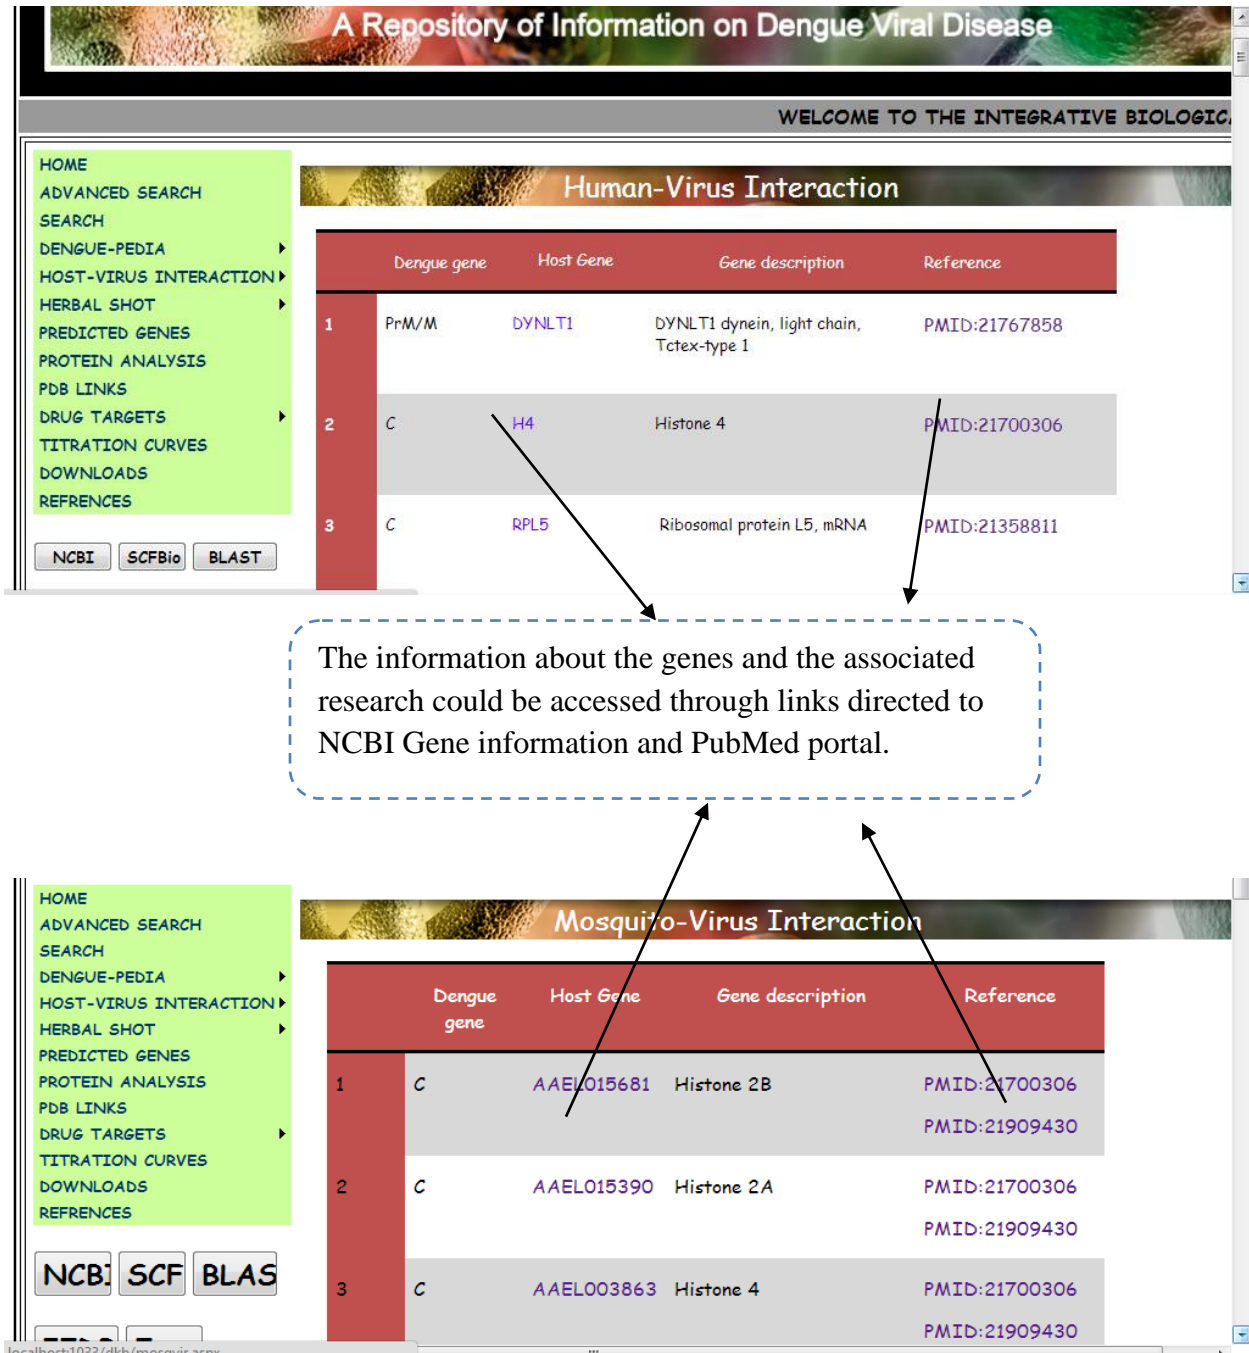 A Repository of Information on Dengue Viral Disease
WELCOME TO THE INTEGRATIVE
HOME
ADVANCED SEARCH
SEARCH
DENGUE-PEDIA
HOST-VIRUS INTERACTION
HERBAL SHOT
PREDICTED GENES
PROTEIN ANALYSIS
PDB LINKS
DRUG TARGETS
TITRATION CURVES
DOWNLOADS
REFRENCES
NCBI SCFBio BLAST
Human-Virus Interaction
Dengue gene Host Gene Gene description Reference
1 PrM/M DYNLT1 DYNLT1 dynein, light chain, PMID:21767858
Tctex-type 1
2 C H4 Histone 4 PMID:21700306
3 C RPL5 Ribosomal protein L5, mRNA PMID:21358811
The information about the genes and the associated
research could be accessed through links directed to
NCBI Gene information and PubMed portal.
HOME
ADVANCED SEARCH
SEARCH
DENGUE-PEDIA
HOST-VIRUS INTERACTION
HERBAL SHOT
PREDICTED GENES
PROTEIN ANALYSIS
PDB LINKS
DRUG TARGETS
TITRATION CURVES
DOWNLOADS
REFRENCES
SCF BLAS
Mosquito-Virus Interaction
Dengue Host Gene Gene description Reference
gene
1 C AAEL015681 Histone 2B PMID:21700306
PMID:21909430
2 C AAEL015390 Histone 2A PMID:21700306
PMID:21909430
3 C AAEL003863 Histone 4 PMID:21700306
PMID:21909430